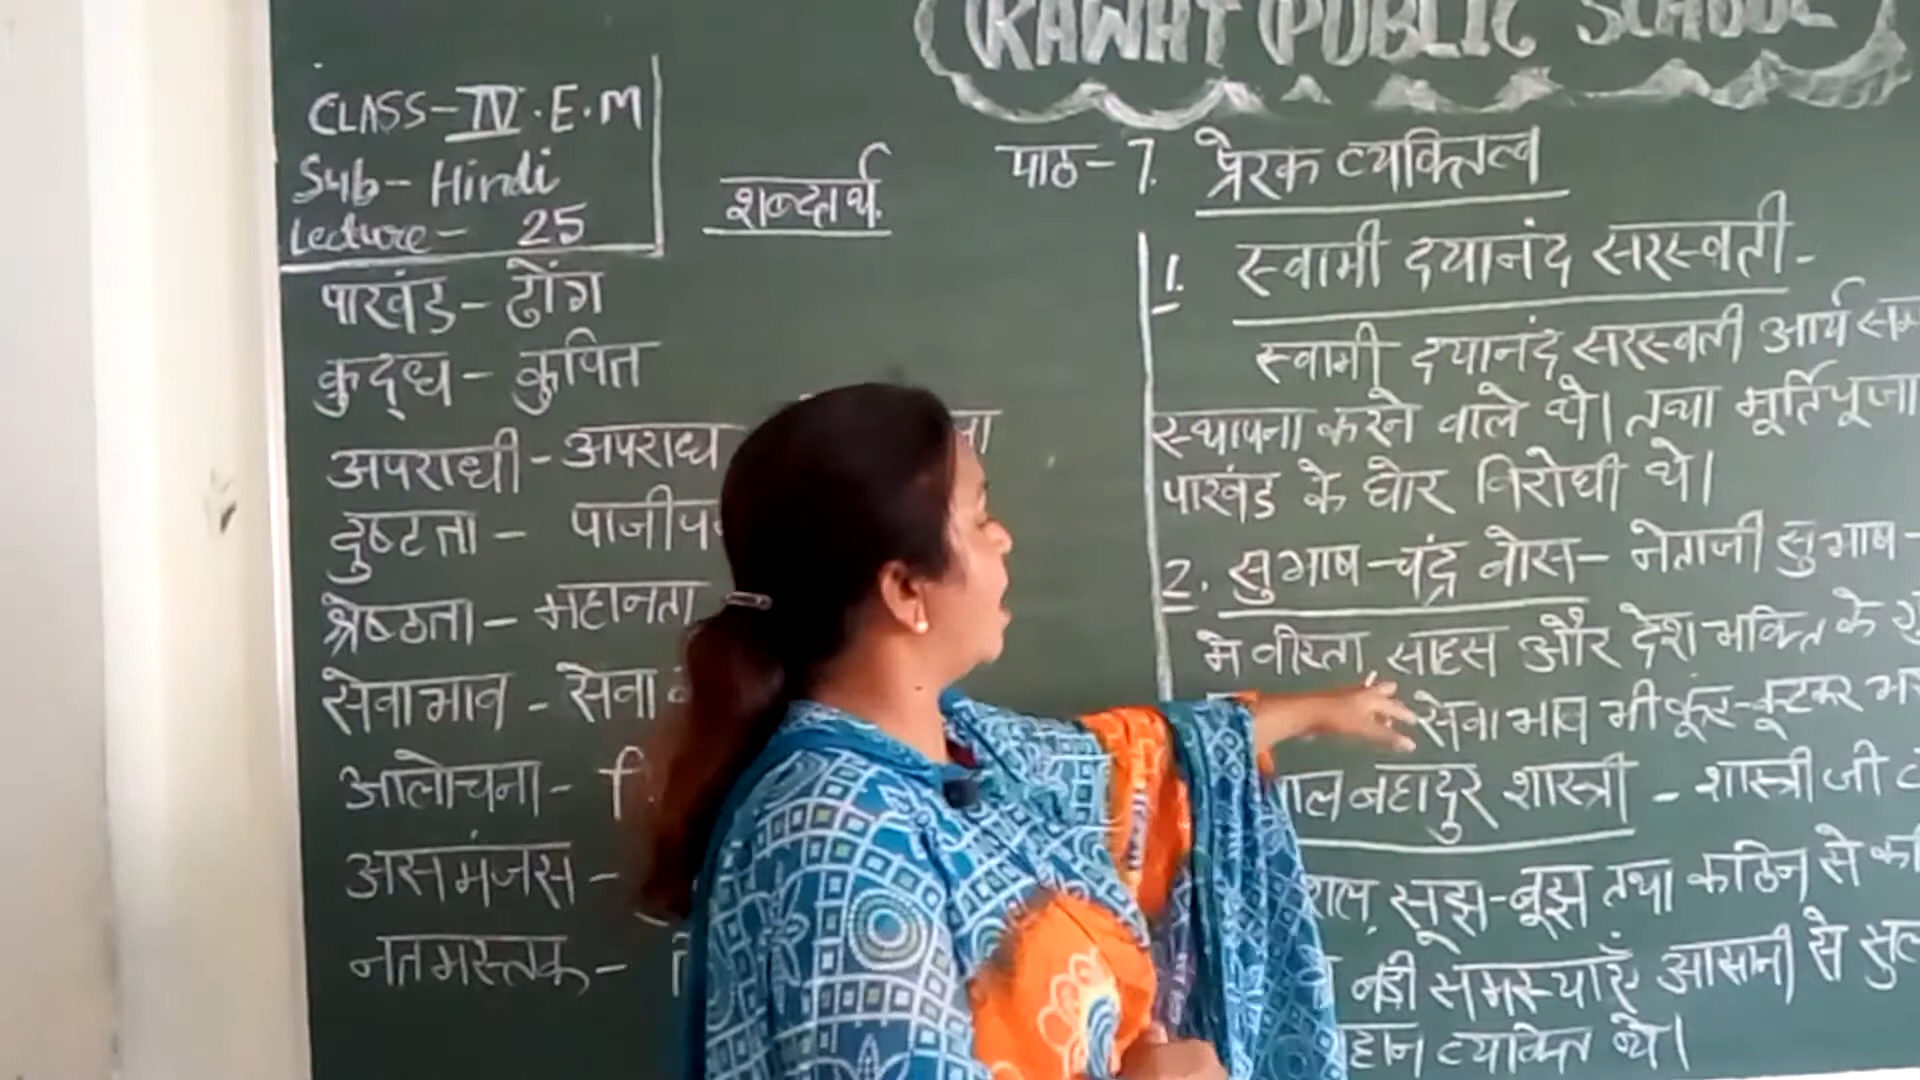 RAWAT PUBLIC SCHOOL
CLASS-IV.E.M
Sub- Hindi
Lecture- 25
शब्दार्थ.
पाखंड- ढोंग
कुद्ध - कुपित
अपराधी - अपराध
दुष्टता -
श्रेष्ठता - महानता
सेवाभाव - सेवा
आलोचना -
असमंजस -
नतमस्तक -
पाठ - 7. प्रेरक व्यक्तित्व
1. स्वामी दयानंद सरस्वती -
स्वामी दयानंद सरस्वती आर्य
स्थापना करने वाले थे। तथा मूर्तिपूजा
पाखंड के घोर विरोधी थे।
2. सुभाष-चंद्र बोस- नेताजी सुभाष-
मे वीरता, साहस और देश-भक्ति के
सेवाभाव भी कूट-कूटकर
बहादुर शास्त्री - शास्त्री जी
सूझ-बूझ तथा कठिन से
बडी समस्याएँ आसानी से
व्यक्ति थे।